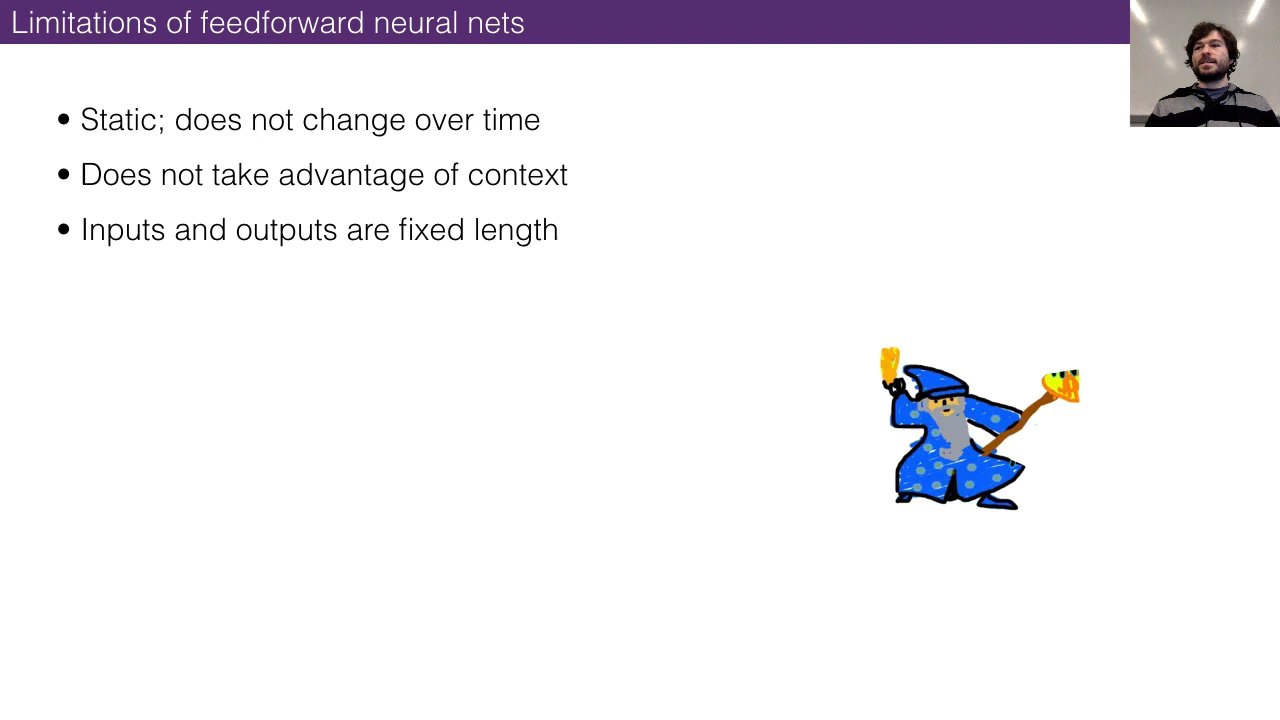 Limitations of feedforward neural nets
• Static; does not change over time
• Does not take advantage of context
• Inputs and outputs are fixed length